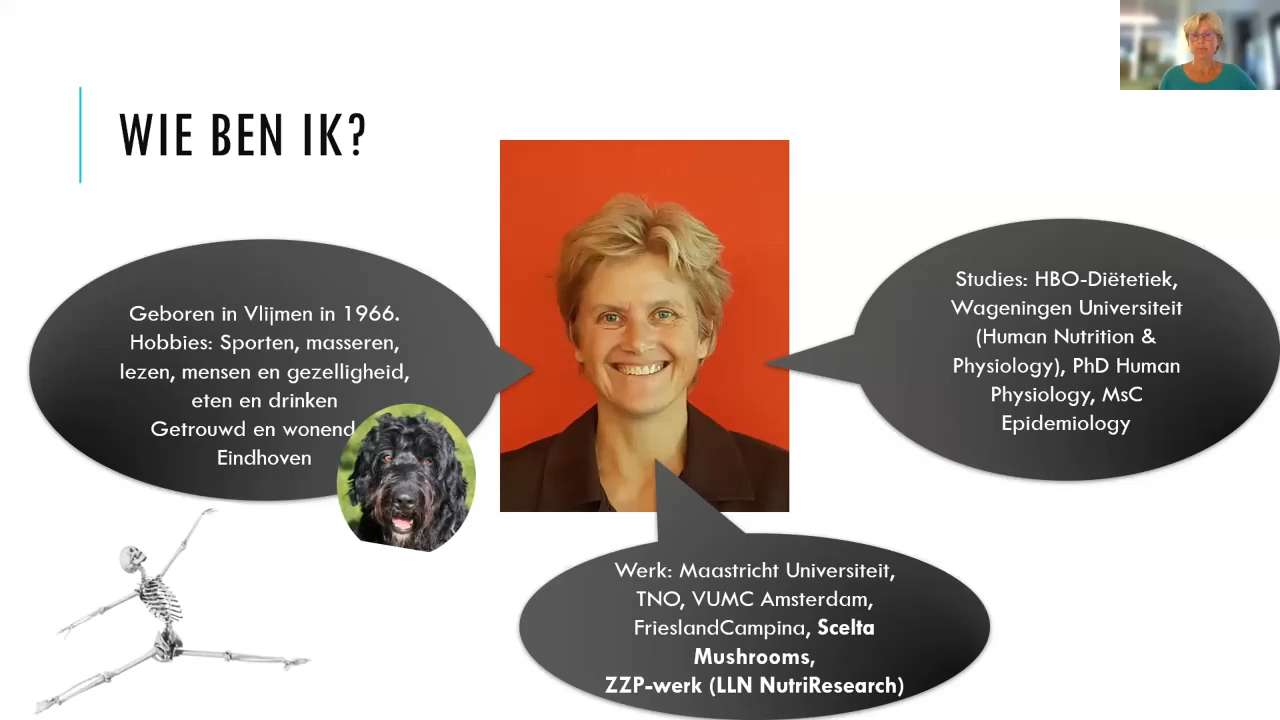 WIE BEN IK?
Geboren in Vlijmen in 1966.
Hobbies: Sporten, masseren,
lezen, mensen en gezelligheid,
eten en drinken
Getrouwd en wonend
Eindhoven
Studies: HBO-Diëtetiek,
Wageningen Universiteit
(Human Nutrition &
Physiology), PhD Human
Physiology, MsC
Epidemiology
Werk: Maastricht Universiteit,
TNO, VUMC Amsterdam,
FrieslandCampina, Scelta
Mushrooms,
ZZP-werk (LLN NutriResearch)